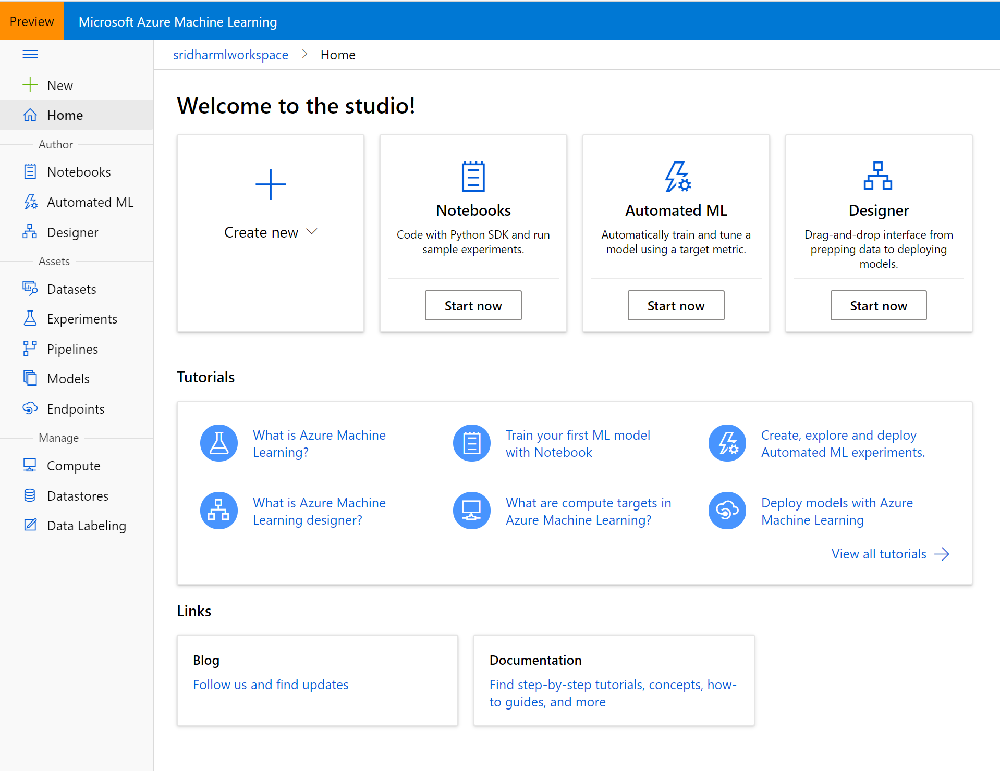 Preview
Microsoft Azure Machine Learning
sridharmlworkspace > Home
New
Home
Author
Notebooks
Automated ML
Designer
Assets
Datasets
Experiments
Pipelines
Models
Endpoints
Manage
Compute
Datastores
Data Labeling
Welcome to the studio!
Create new
Notebooks
Code with Python SDK and run
sample experiments.
Start now
Automated ML
Automatically train and tune a
model using a target metric.
Start now
Designer
Drag-and-drop interface from
prepping data to deploying
models.
Start now
Tutorials
What is Azure Machine
Learning?
Train your first ML model
with Notebook
Create, explore and deploy
Automated ML experiments.
What is Azure Machine
Learning designer?
What are compute targets in
Azure Machine Learning?
Deploy models with Azure
Machine Learning
View all tutorials
Links
Blog
Follow us and find updates
Documentation
Find step-by-step tutorials, concepts, how-
to guides, and more